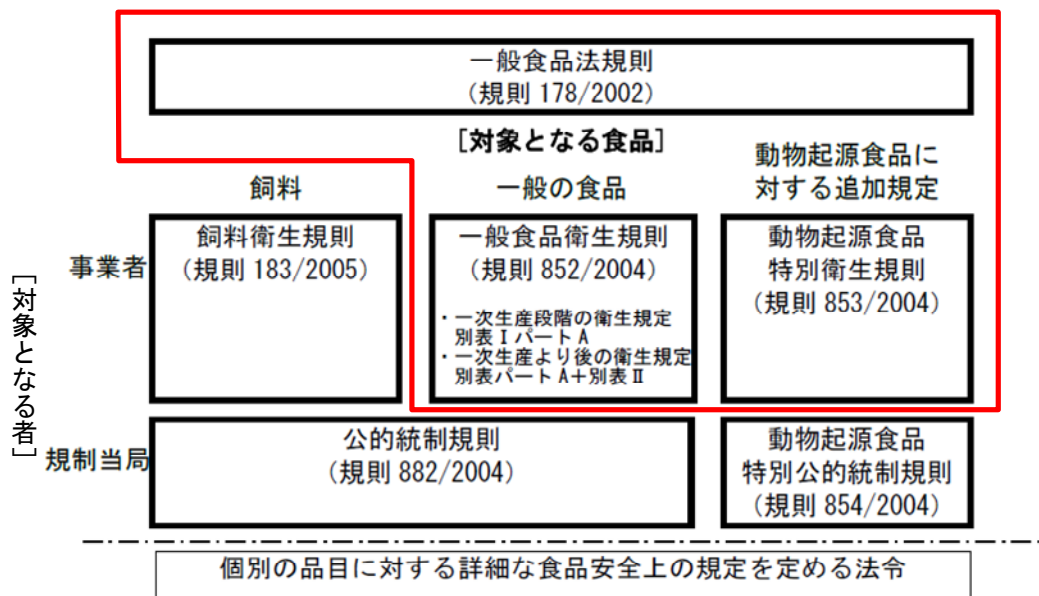 一般食品法規則
(規則 178/2002)
[対象となる食品]
飼料
一般の食品
動物起源食品に
対する追加規定
[対象となる者]
事業者
飼料衛生規則
(規則 183/2005)
一般食品衛生規則
(規則 852/2004)
・一次生産段階の衛生規定
別表Ⅰパート A
・一次生産より後の衛生規定
別表パート A+別表Ⅱ
動物起源食品
特別衛生規則
(規則 853/2004)
規制当局
公的統制規則
(規則 882/2004)
動物起源食品
特別公的統制規則
(規則 854/2004)
個別の品目に対する詳細な食品安全上の規定を定める法令